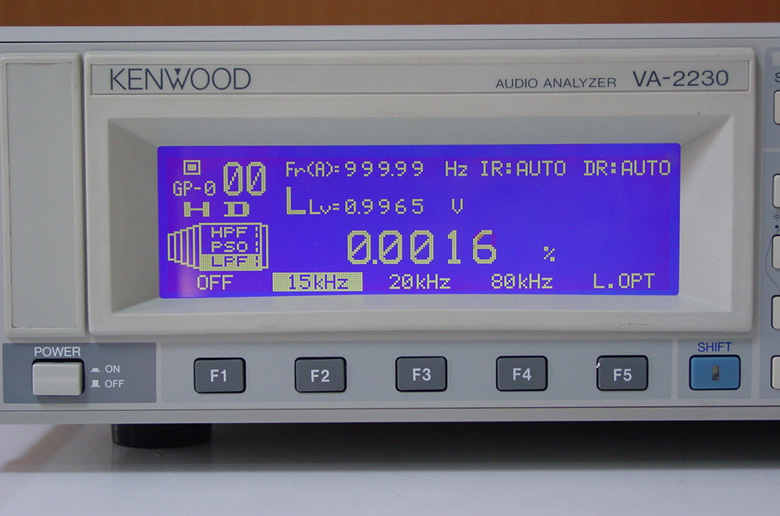 KENWOOD AUDIO ANALYZER VA-2230
GP-0 00 Fr(A)=999.99 Hz IR:AUTO DR:AUTO
L Lv=0.9965 V
H D
HPF
PSO
LPF
0.0016 %
OFF 15kHz 20kHz 80kHz L.OPT
POWER
ON
OFF
F1 F2 F3 F4 F5
SHIFT